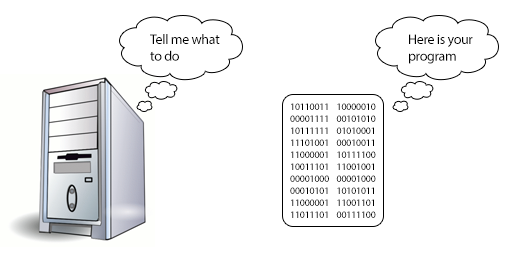 Tell me what
to do
Here is your
program
10110011 10000010
00001111 00101010
10111111 01010001
11101001 00010011
11000001 10111100
10011101 11001001
00001000 00001000
00010101 10101011
11000001 11001101
11011101 00111100